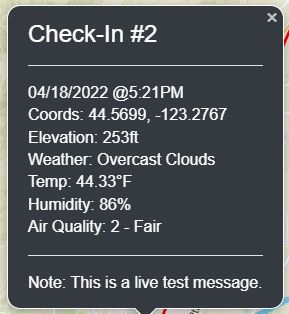 Check-In #2
04/18/2022 @5:21PM
Coords: 44.5699, -123.2767
Elevation: 253ft
Weather: Overcast Clouds
Temp: 44.33°F
Humidity: 86%
Air Quality: 2 - Fair
Note: This is a live test message.